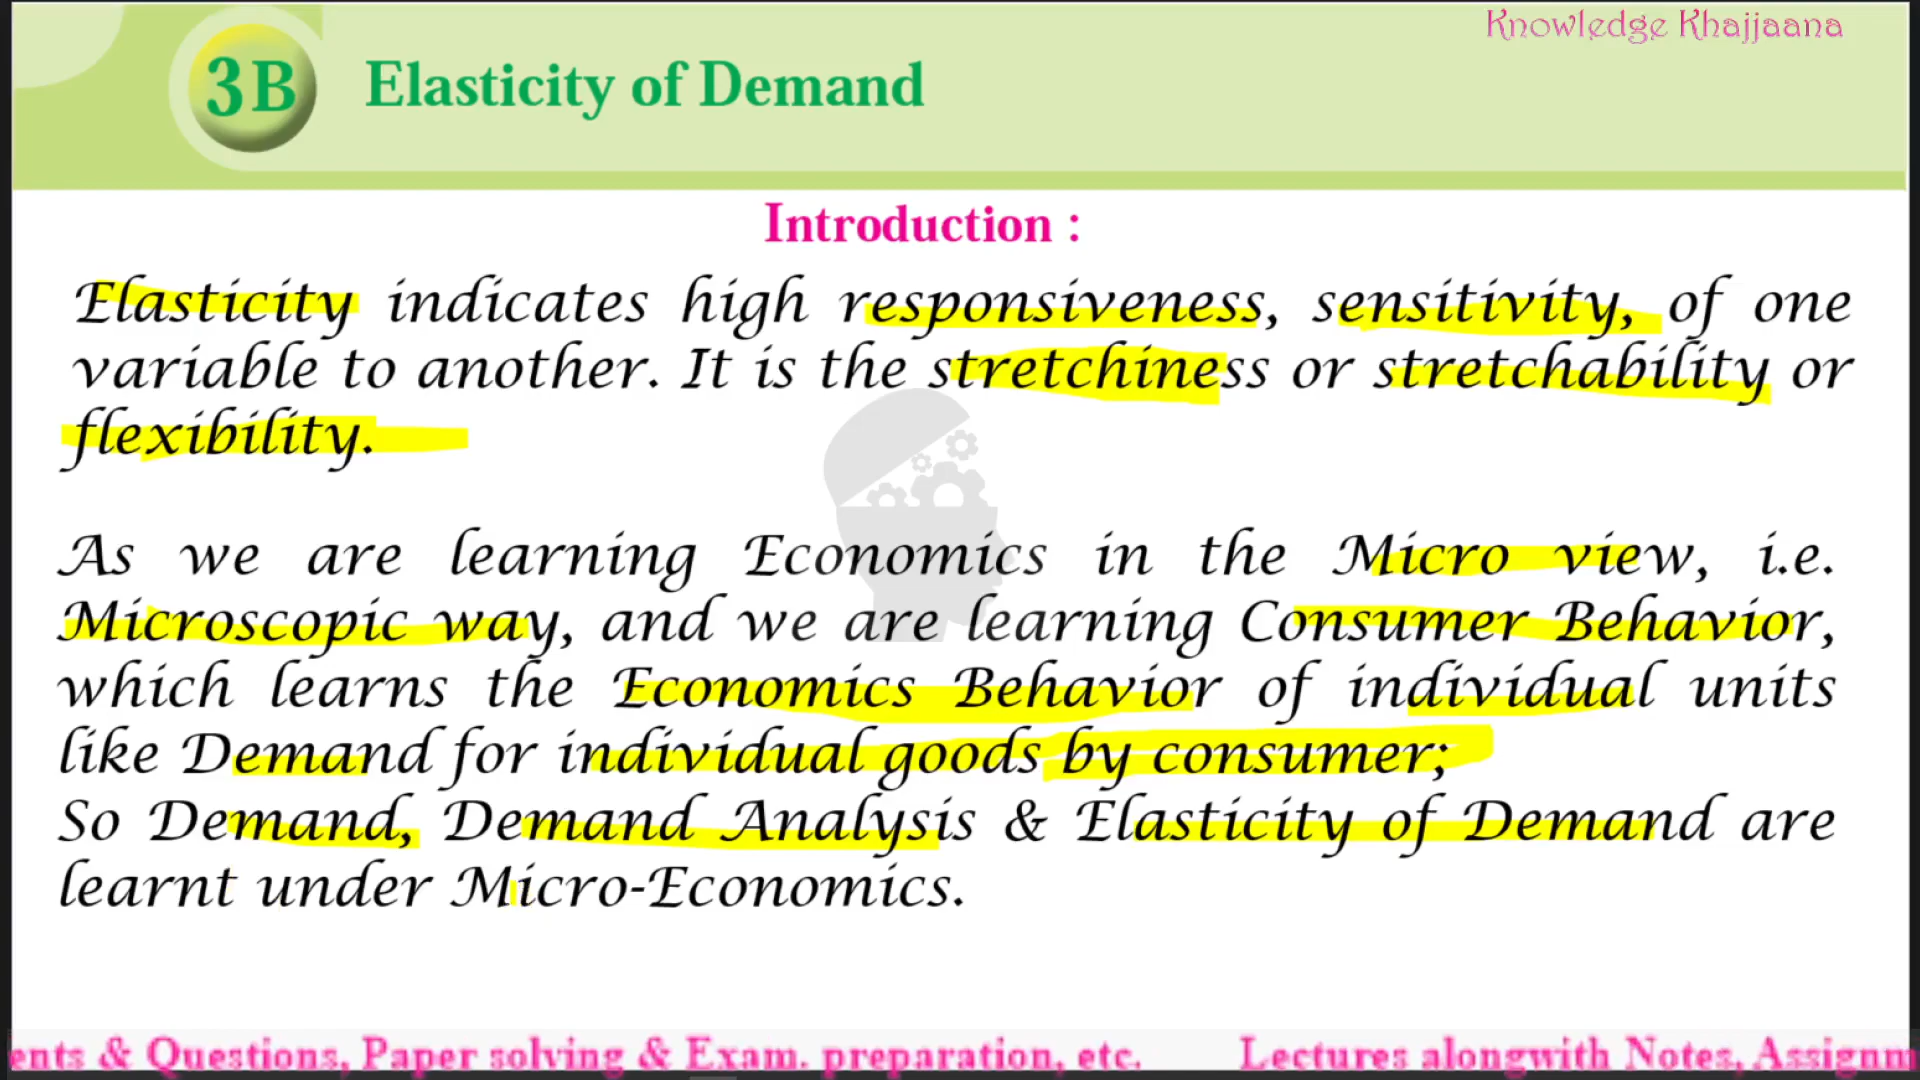 Knowledge Khajjaana
3B Elasticity of Demand
Introduction :
Elasticity indicates high responsiveness, sensitivity, of one
variable to another. It is the stretchiness or stretchability or
flexibility.
As we are learning Economics in the Micro view, i.e.
Microscopic way, and we are learning Consumer Behavior,
which learns the Economics Behavior of individual units
like Demand for individual goods by consumer;
So Demand, Demand Analysis & Elasticity of Demand are
learnt under Micro-Economics.
ents & Questions, Paper solving & Exam. preparation, etc. Lectures alongwith Notes, Assignm